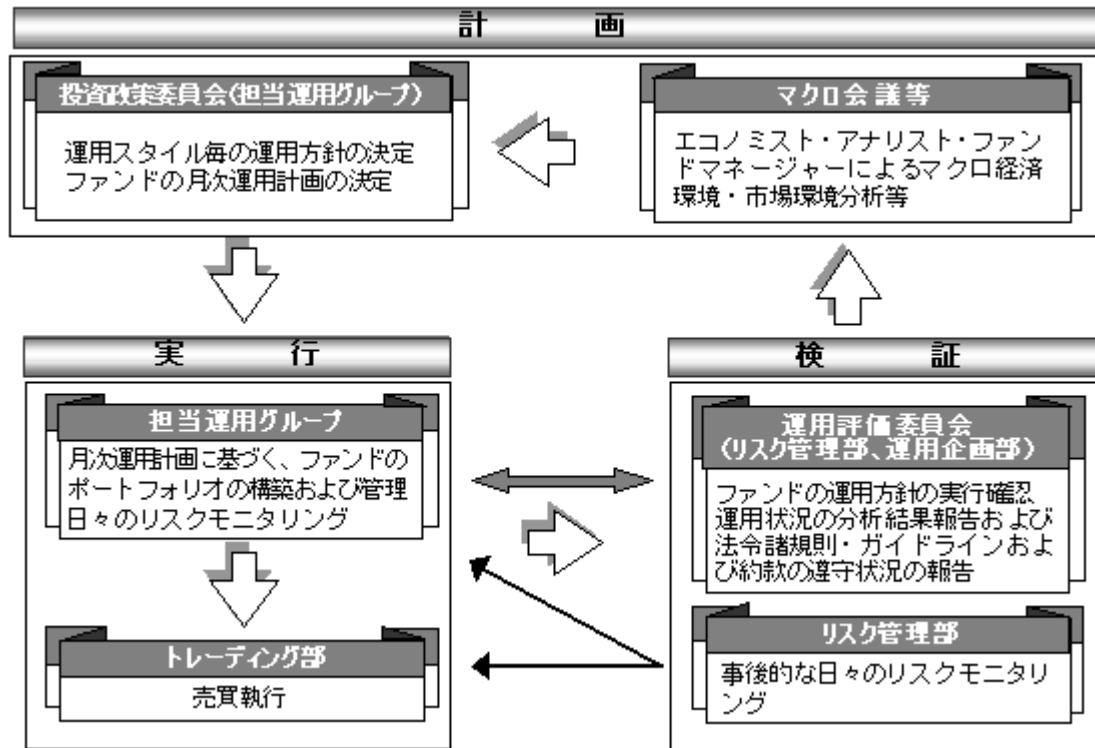 計　画
投資政策委員会(担当運用グループ)
運用スタイル毎の運用方針の決定
ファンドの月次運用計画の決定
マクロ会議等
エコノミスト・アナリスト・ファン
ドマネージャーによるマクロ経済
環境・市場環境分析等
実　行
担当運用グループ
月次運用計画に基づく、ファンドの
ポートフォリオの構築および管理
日々のリスクモニタリング
トレーディング部
売買執行
検　証
運用評価委員会
(リスク管理部、運用企画部)
ファンドの運用方針の実行確認
運用状況の分析結果報告および
法令諸規則・ガイドラインおよ
び約款の遵守状況の報告
リスク管理部
事後的な日々のリスクモニタリ
ング